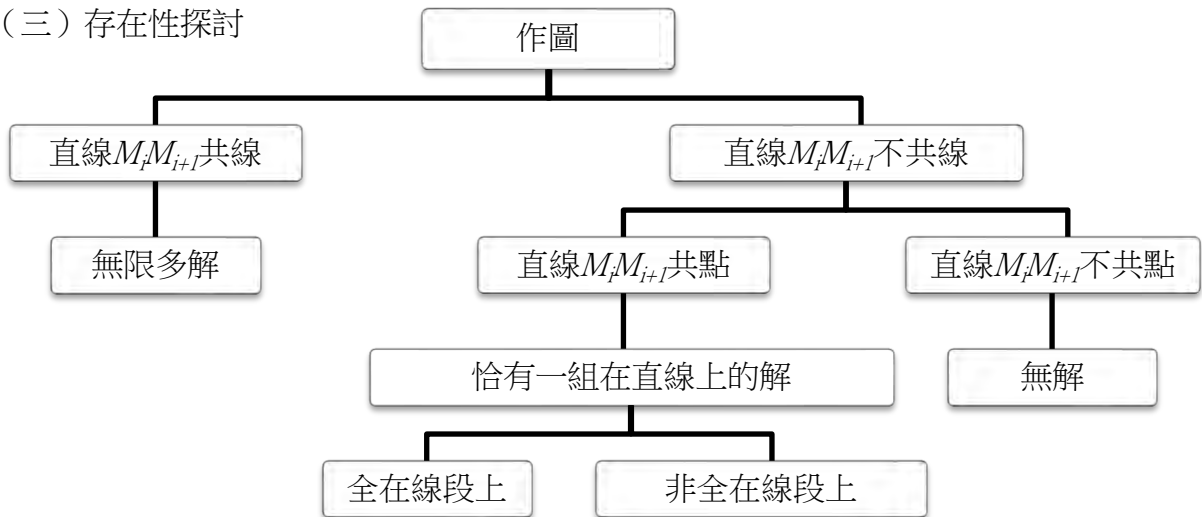 （三）存在性探討
作圖
直線MᵢMᵢ₊₁共線
直線MᵢMᵢ₊₁不共線
無限多解
直線MᵢMᵢ₊₁共點
直線MᵢMᵢ₊₁不共點
恰有一組在直線上的解
無解
全在線段上
非全在線段上